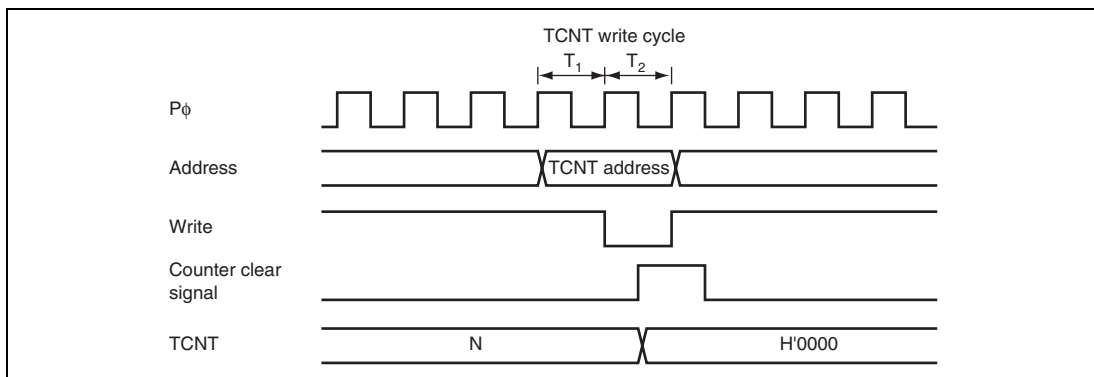 TCNT write cycle
T1 T2
Pϕ
Address
TCNT address
Write
Counter clear
signal
TCNT
N
H'0000